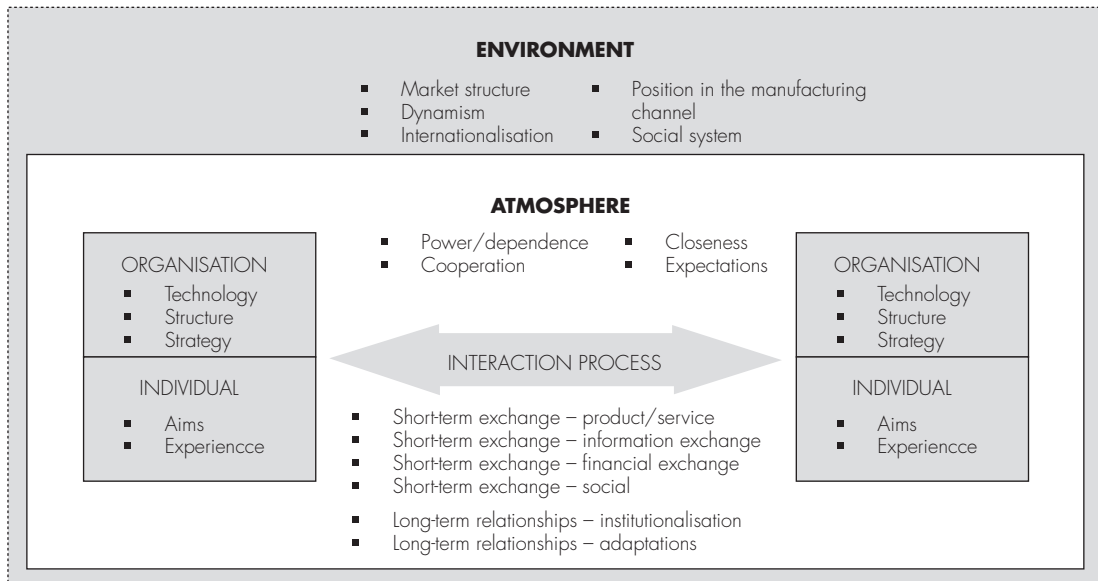 ENVIRONMENT
■ Market structure
■ Dynamism
■ Internationalisation
■ Position in the manufacturing
channel
■ Social system
ATMOSPHERE
■ Power/dependence
■ Cooperation
■ Closeness
■ Expectations
ORGANISATION
■ Technology
■ Structure
■ Strategy
INDIVIDUAL
■ Aims
■ Experiencce
INTERACTION PROCESS
■ Short-term exchange – product/service
■ Short-term exchange – information exchange
■ Short-term exchange – financial exchange
■ Short-term exchange – social
■ Long-term relationships – institutionalisation
■ Long-term relationships – adaptations
ORGANISATION
■ Technology
■ Structure
■ Strategy
INDIVIDUAL
■ Aims
■ Experiencce